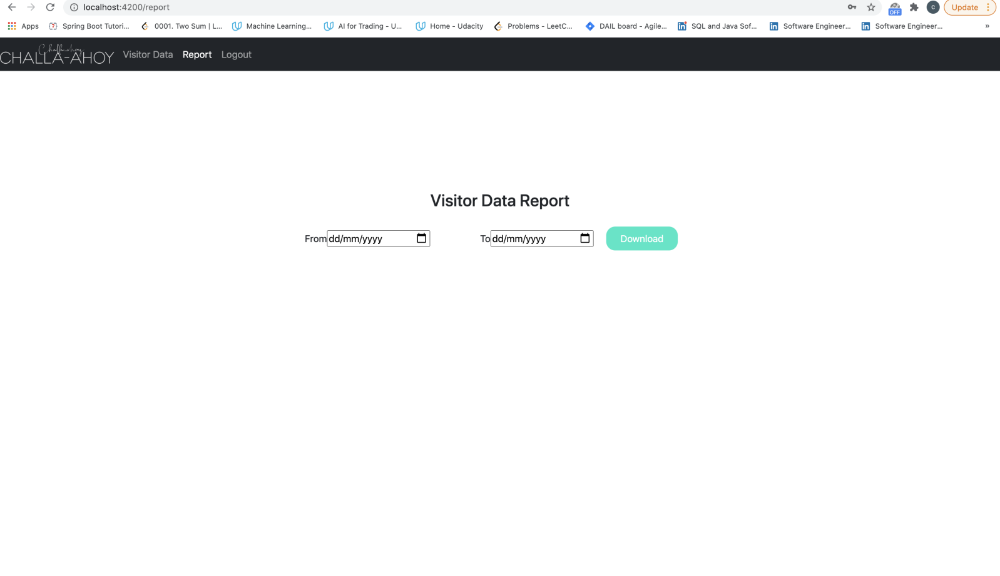 localhost:4200/report
OFF
C
Update
Apps
Spring Boot Tutori...
0001. Two Sum | L...
Machine Learning...
AI for Trading - U...
Home - Udacity
Problems - LeetC...
DAIL board - Agile...
SQL and Java Sof...
Software Engineer...
Software Engineer...
»
Challa-ahoy
CHALLA-AHOY
Visitor Data Report Logout
Visitor Data Report
From dd/mm/yyyy To dd/mm/yyyy Download